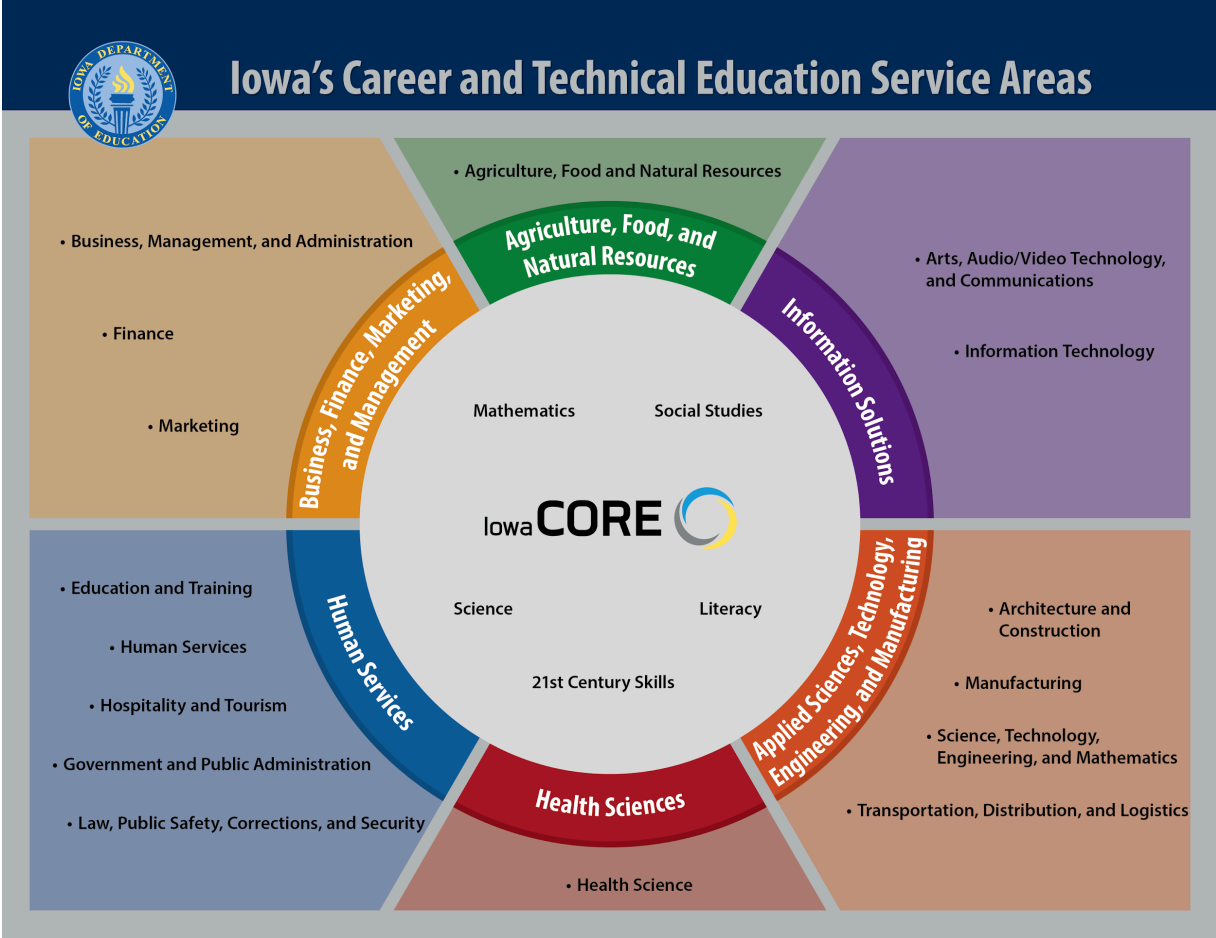 IOWA DEPARTMENT
OF EDUCATION
Iowa's Career and Technical Education Service Areas
• Agriculture, Food and Natural Resources
Agriculture, Food, and
Natural Resources
• Business, Management, and Administration
• Finance
• Marketing
Business, Finance, Marketing,
and Management
• Arts, Audio/Video Technology,
and Communications
• Information Technology
Information Solutions
Mathematics
Social Studies
Iowa CORE
Science
Literacy
21st Century Skills
• Education and Training
• Human Services
• Hospitality and Tourism
• Government and Public Administration
• Law, Public Safety, Corrections, and Security
Human Services
Applied Sciences, Technology,
Engineering, and Manufacturing
• Architecture and
Construction
• Manufacturing
• Science, Technology,
Engineering, and Mathematics
• Transportation, Distribution, and Logistics
Health Sciences
• Health Science